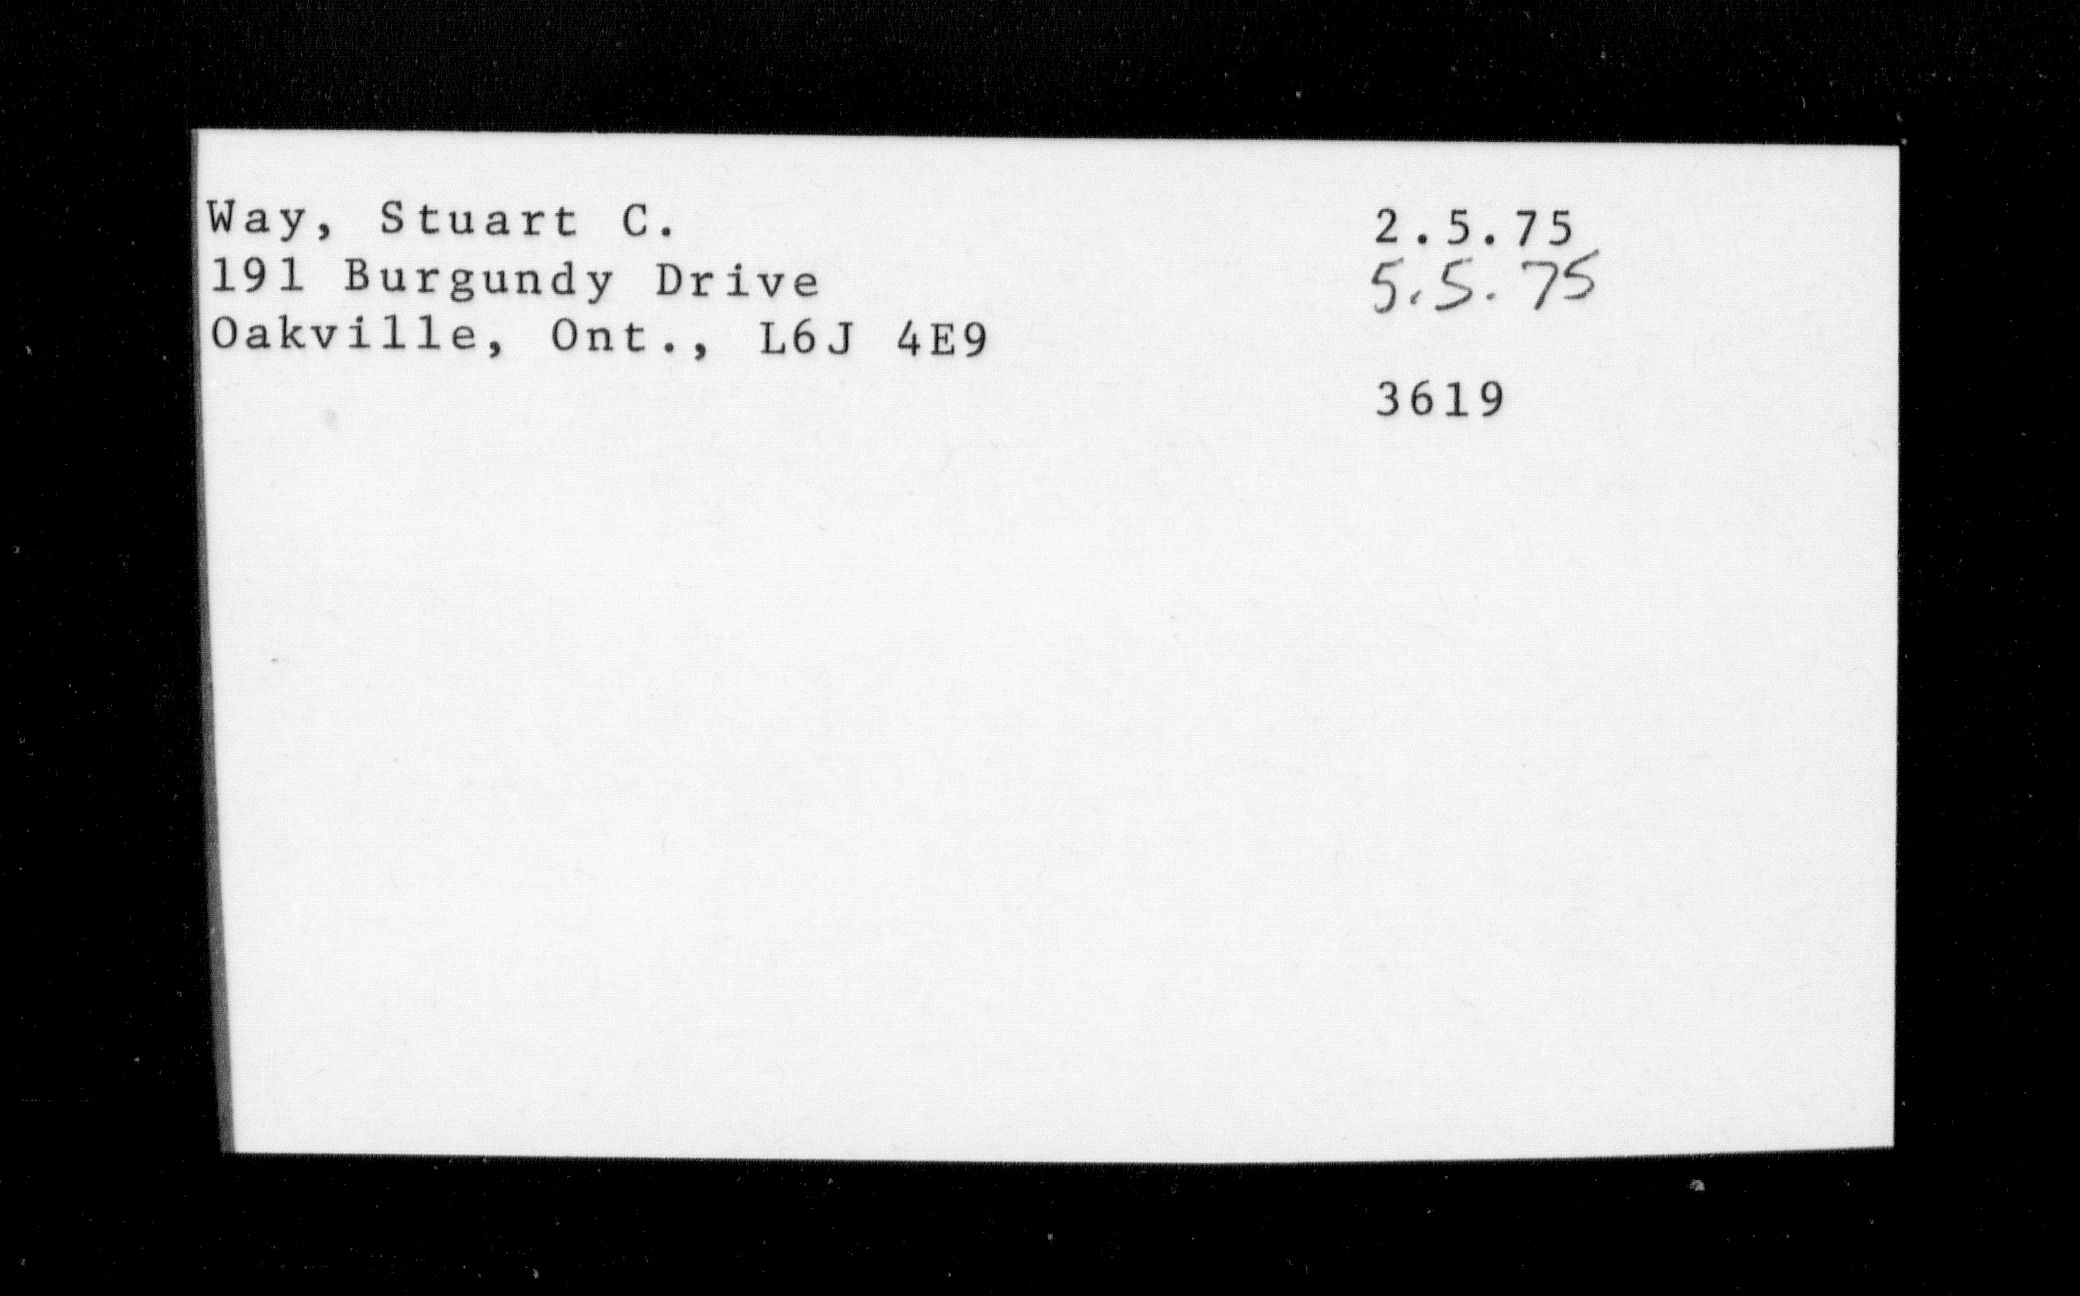 Way, Stuart C.
191 Burgundy Drive
Oakville, Ont., L6J 4E9
2.5.75
5.5.75
3619